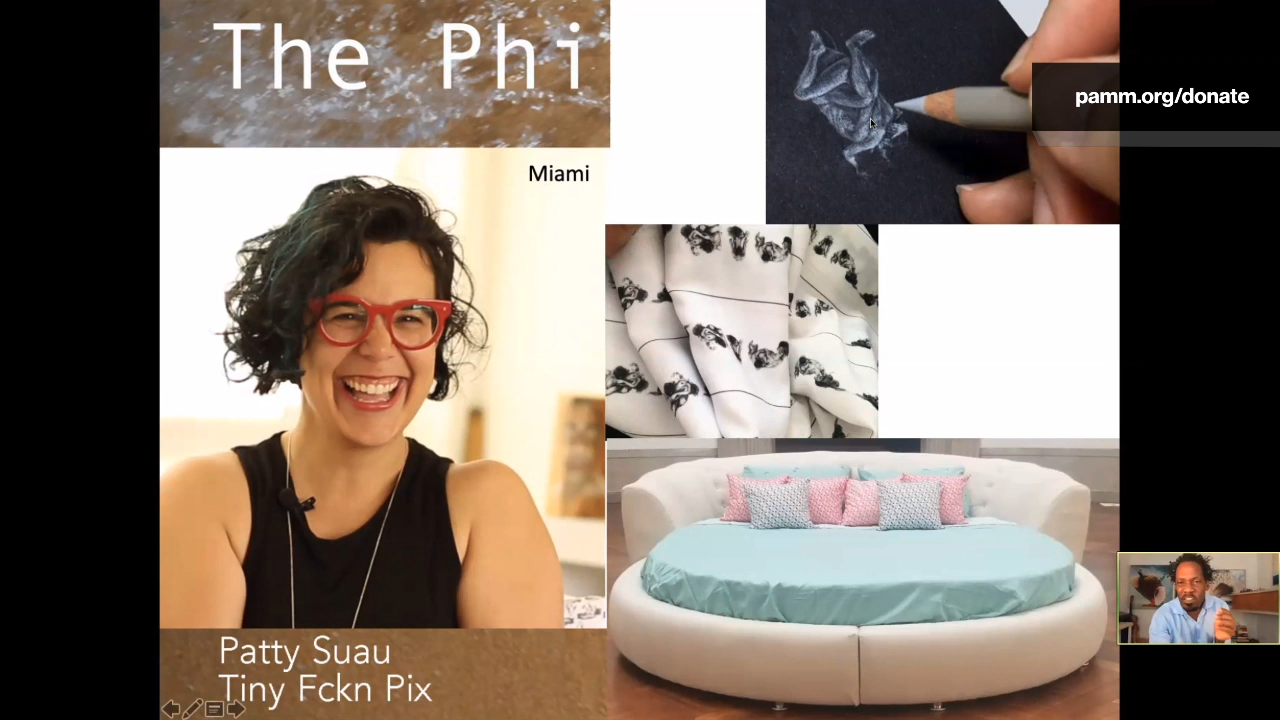 The Phi
pamm.org/donate
Miami
Patty Suau
Tiny Fckn Pix